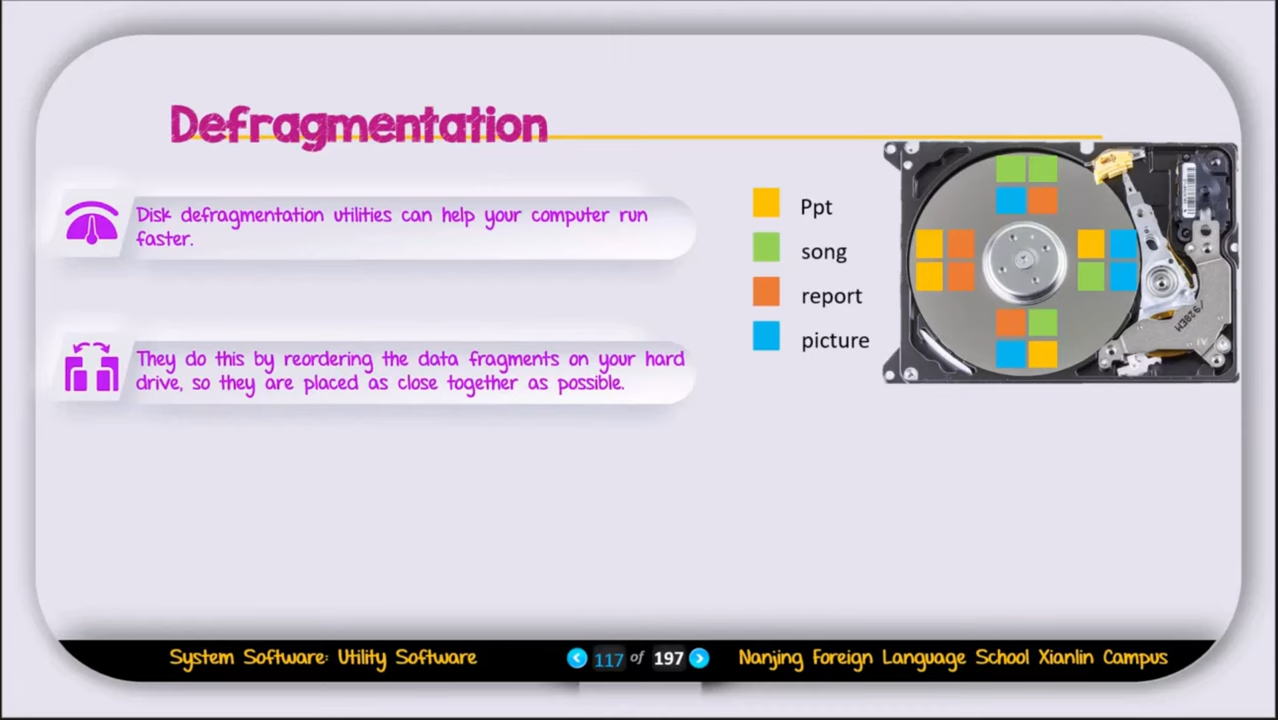 Defragmentation
Disk defragmentation utilities can help your computer run
faster.
They do this by reordering the data fragments on your hard
drive, so they are placed as close together as possible.
Ppt
song
report
picture
System Software: Utility Software
117 of 197
Nanjing Foreign Language School Xianlin Campus